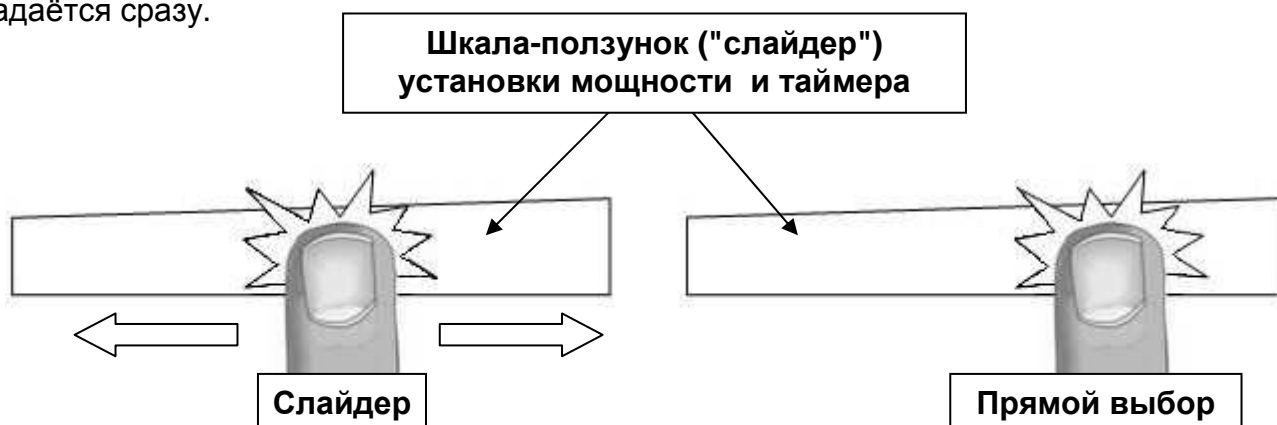 адаётся сразу.
Шкала-ползунок ("слайдер")
установки мощности и таймера
Слайдер
Прямой выбор